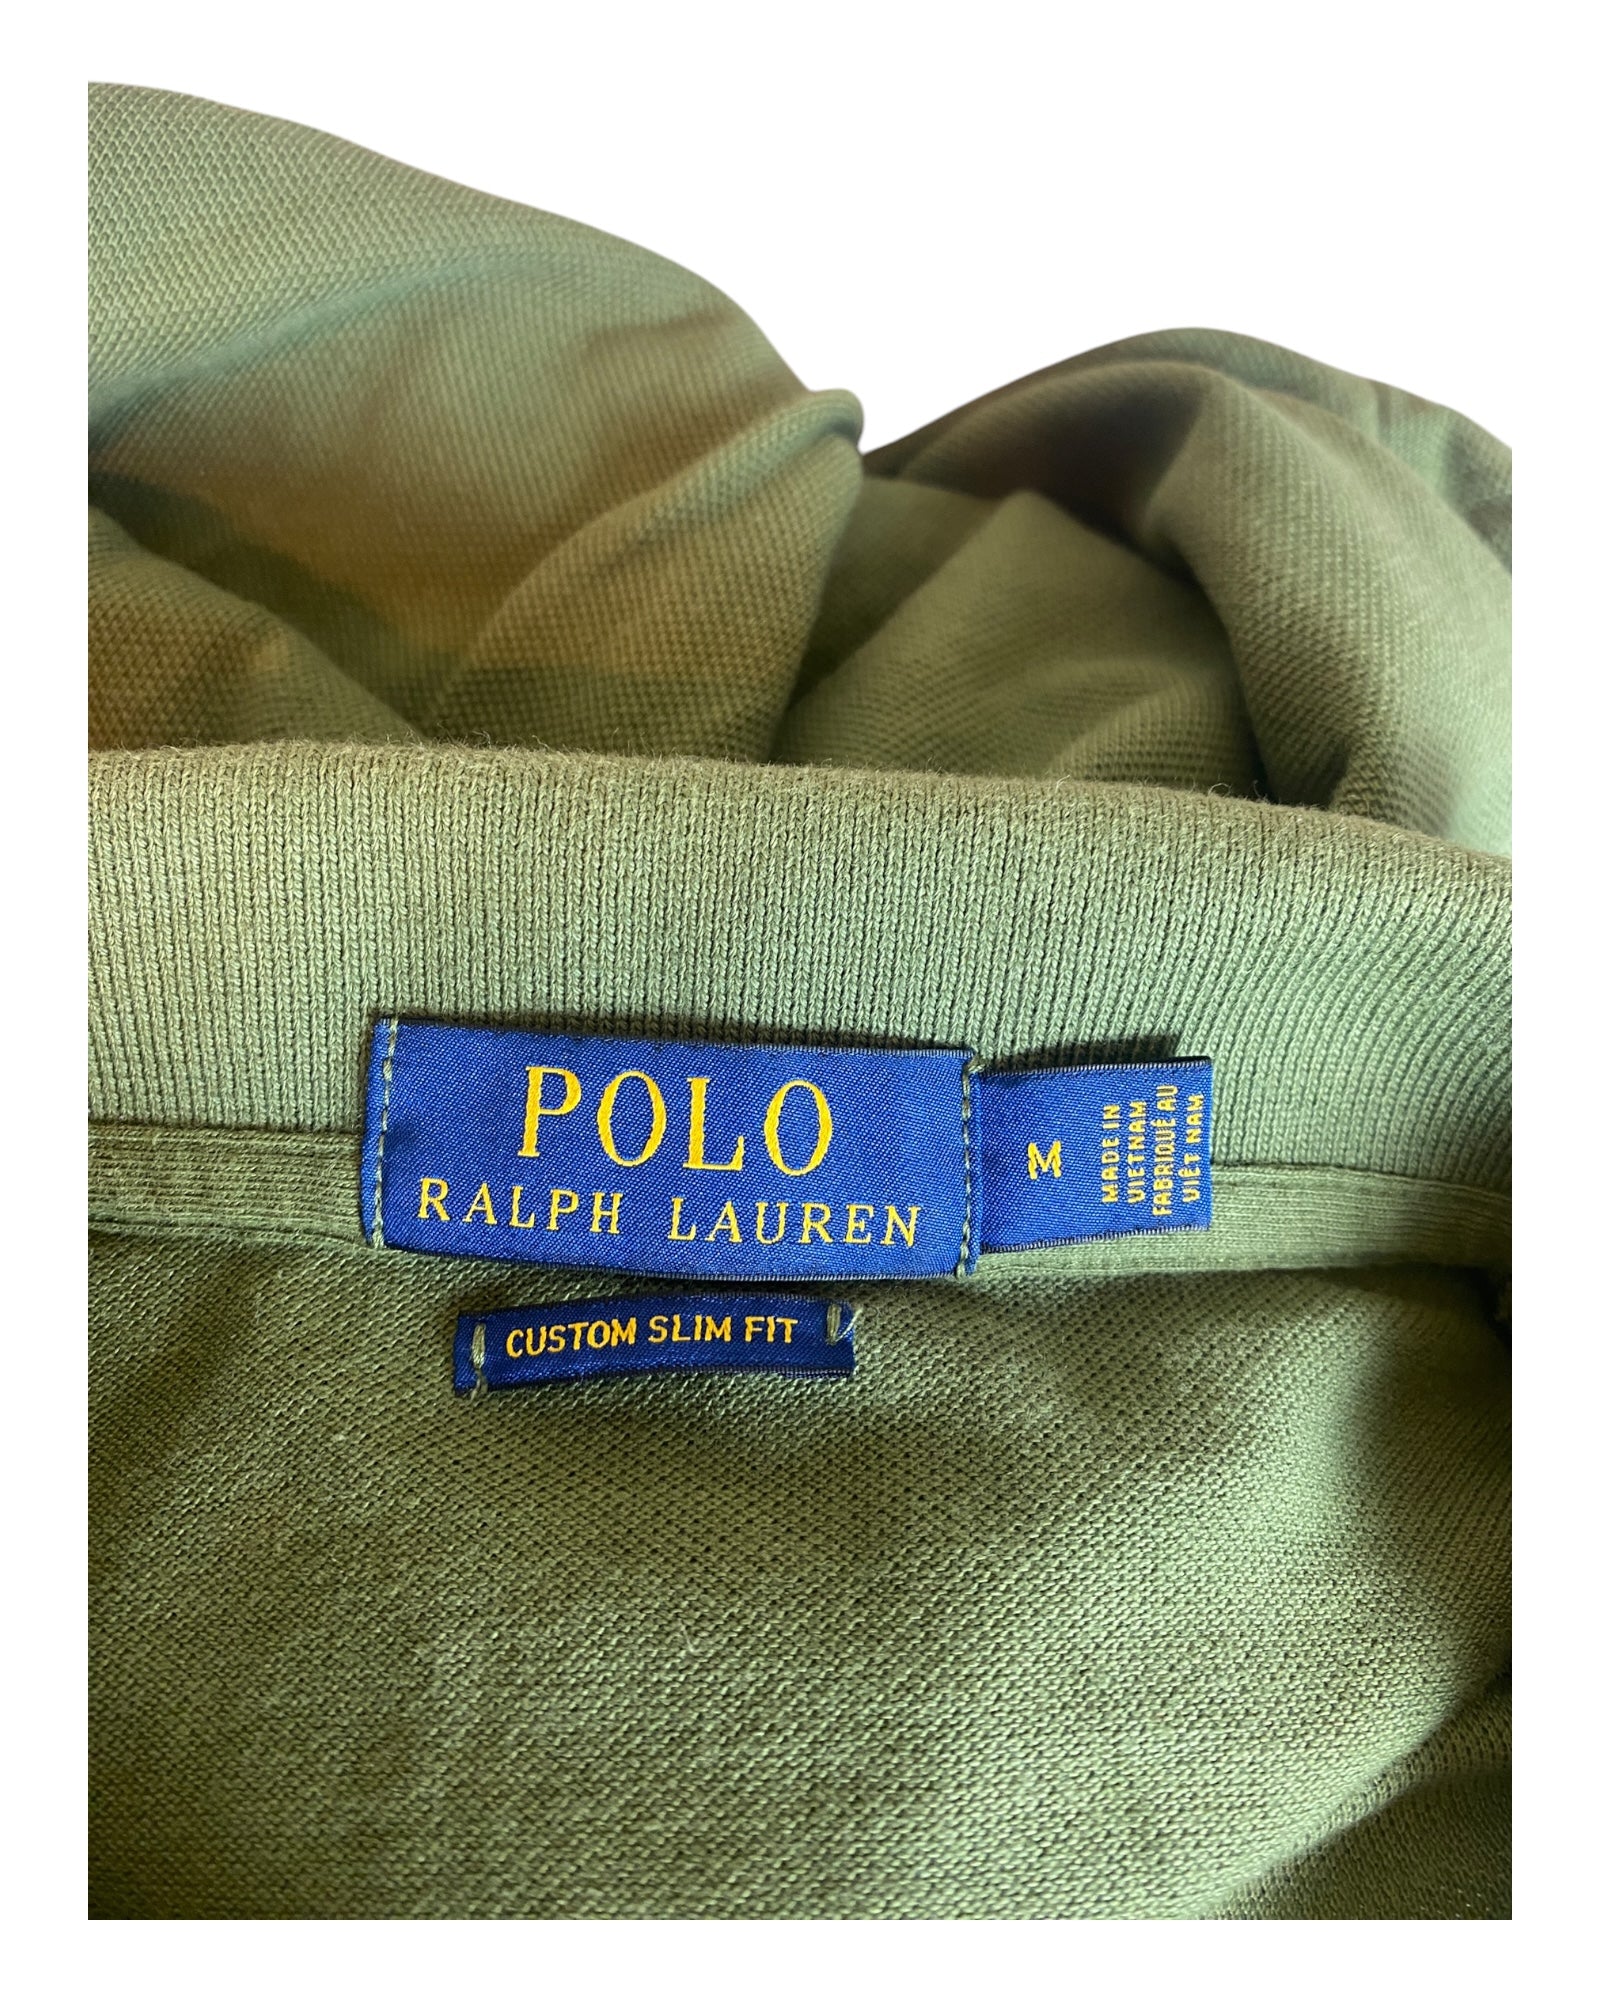 POLO
RALPH LAUREN
M
MADE IN
VIETNAM
FABRIQUÉ AU
VIÊT NAM
CUSTOM SLIM FIT